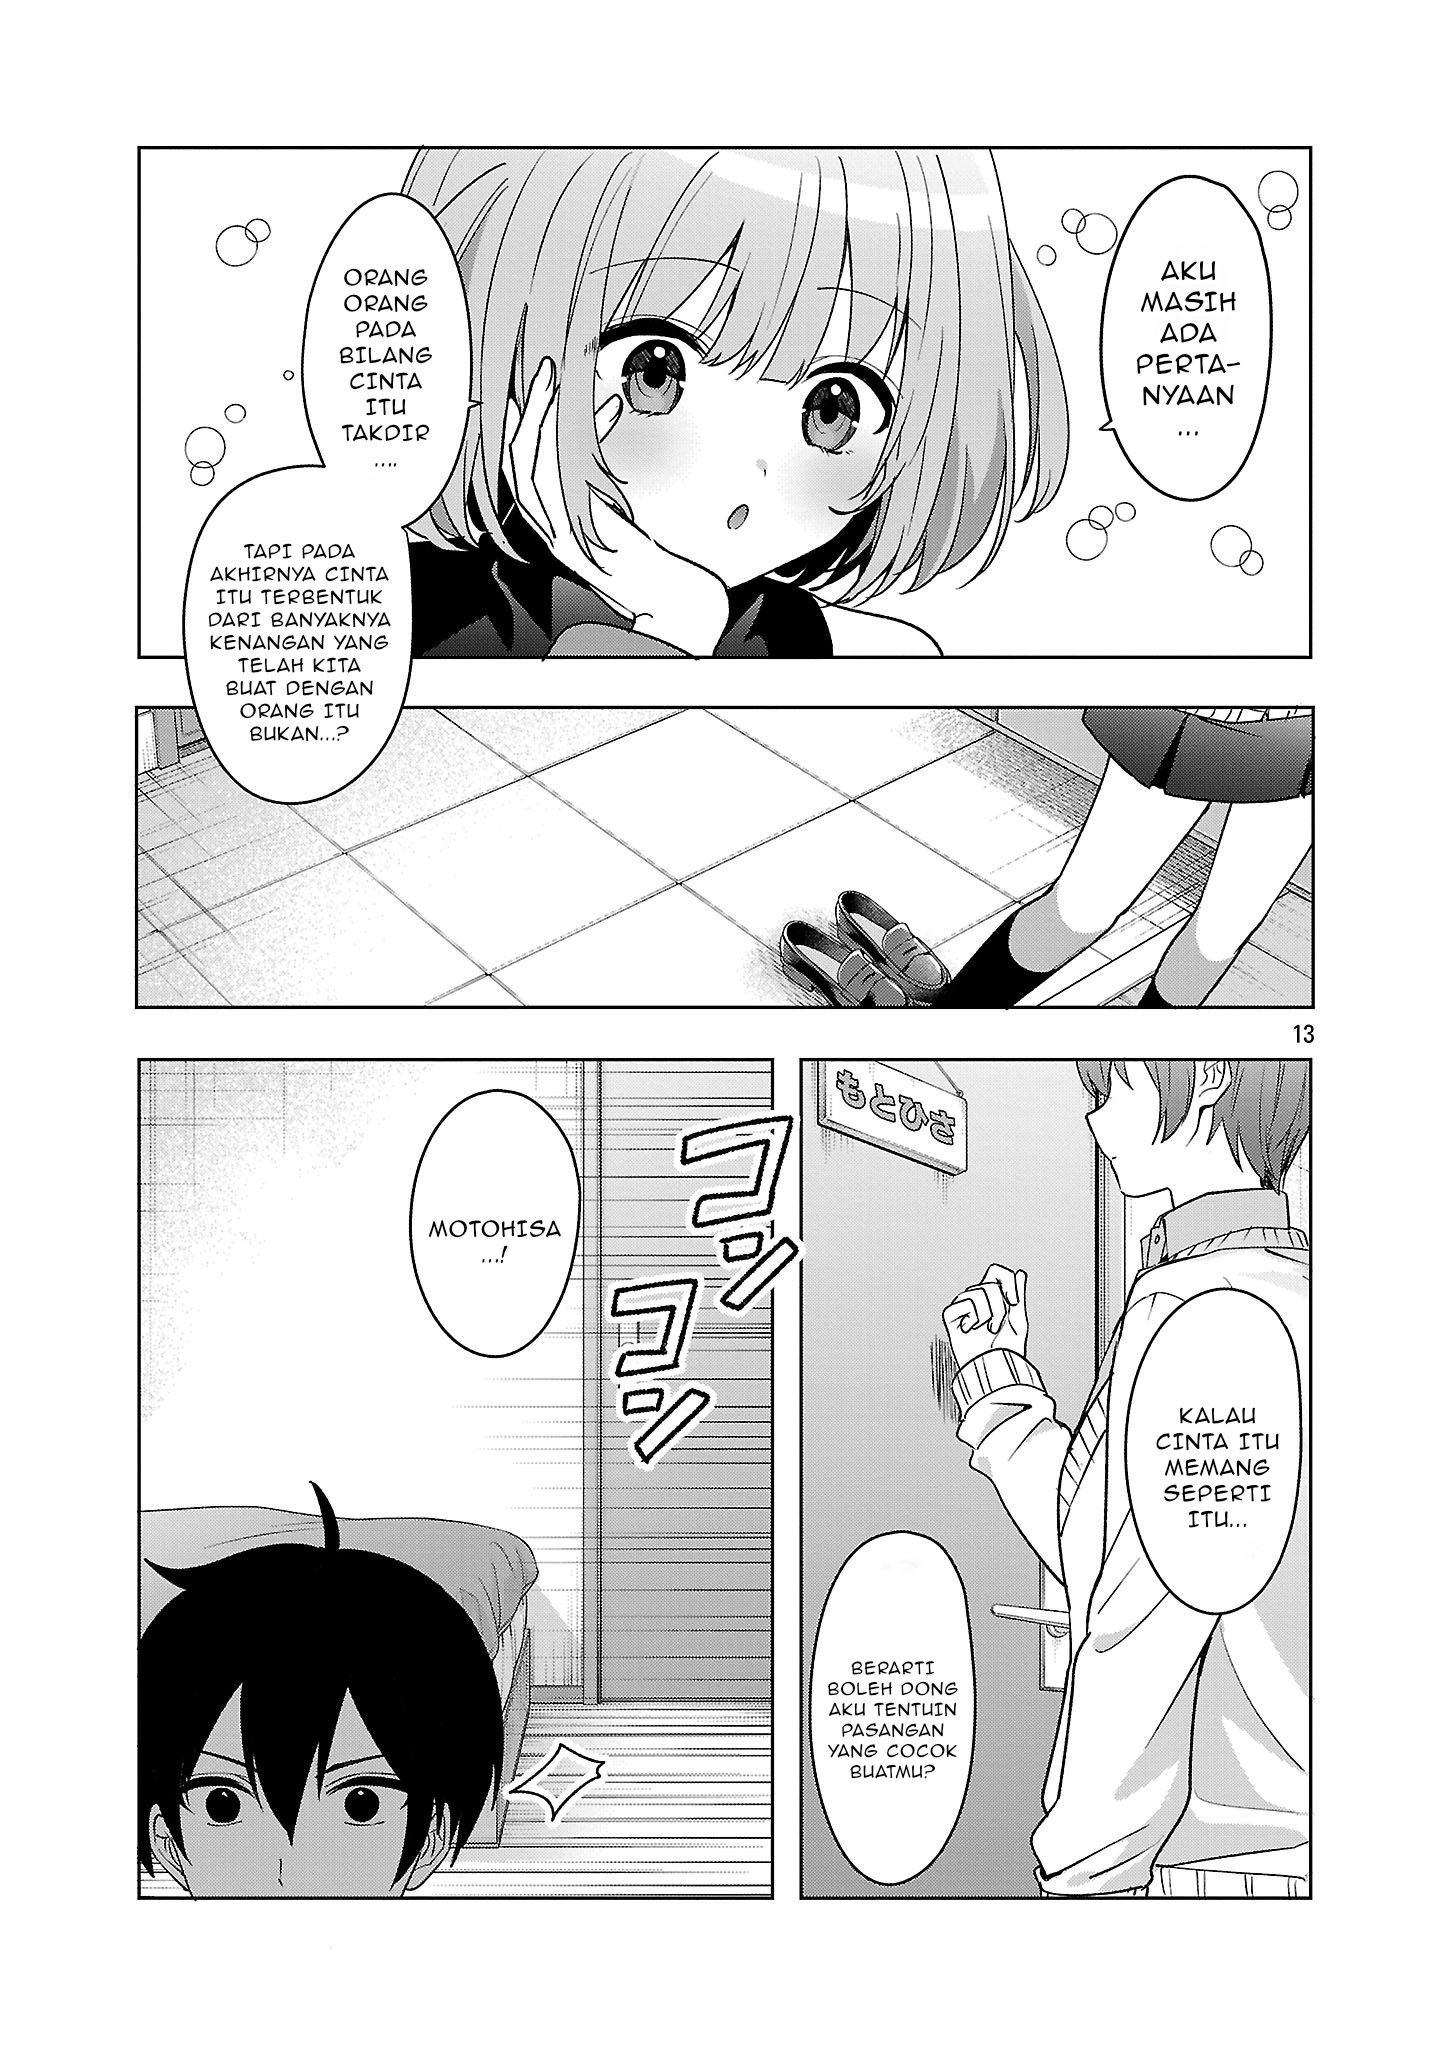 AKU
MASIH
ADA
PERTA-
NYAAN
...
ORANG
ORANG
PADA
BILANG
CINTA
ITU
TAKDIR
....
TAPI PADA
AKHIRNYA CINTA
ITU TERBENTUK
DARI BANYAKNYA
KENANGAN YANG
TELAH KITA
BUAT DENGAN
ORANG ITU
BUKAN...?
13
もとひさ
KALAU
CINTA ITU
MEMANG
SEPERTI
ITU...
BERARTI
BOLEH DONG
AKU TENTUIN
PASANGAN
YANG COCOK
BUATMU?
コン
コン
MOTOHISA
...!